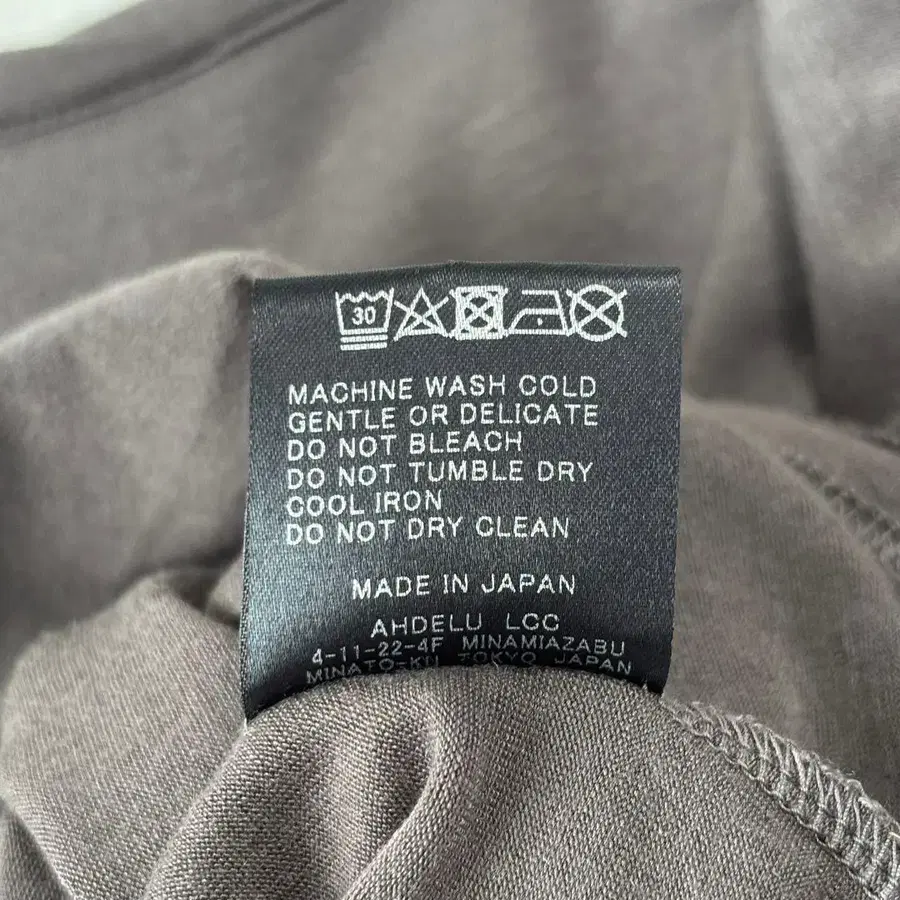 30
MACHINE WASH COLD
GENTLE OR DELICATE
DO NOT BLEACH
DO NOT TUMBLE DRY
COOL IRON
DO NOT DRY CLEAN
MADE IN JAPAN
AHDELU LCC
4-11-22-4F MINAMIAZABU
MINATO-KU TOKYO JAPAN